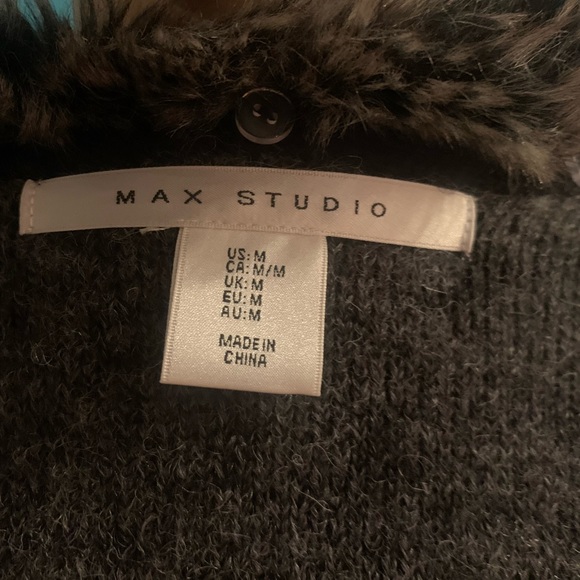 MAX STUDIO
US: M
CA: M/M
UK: M
EU: M
AU: M
MADE IN
CHINA